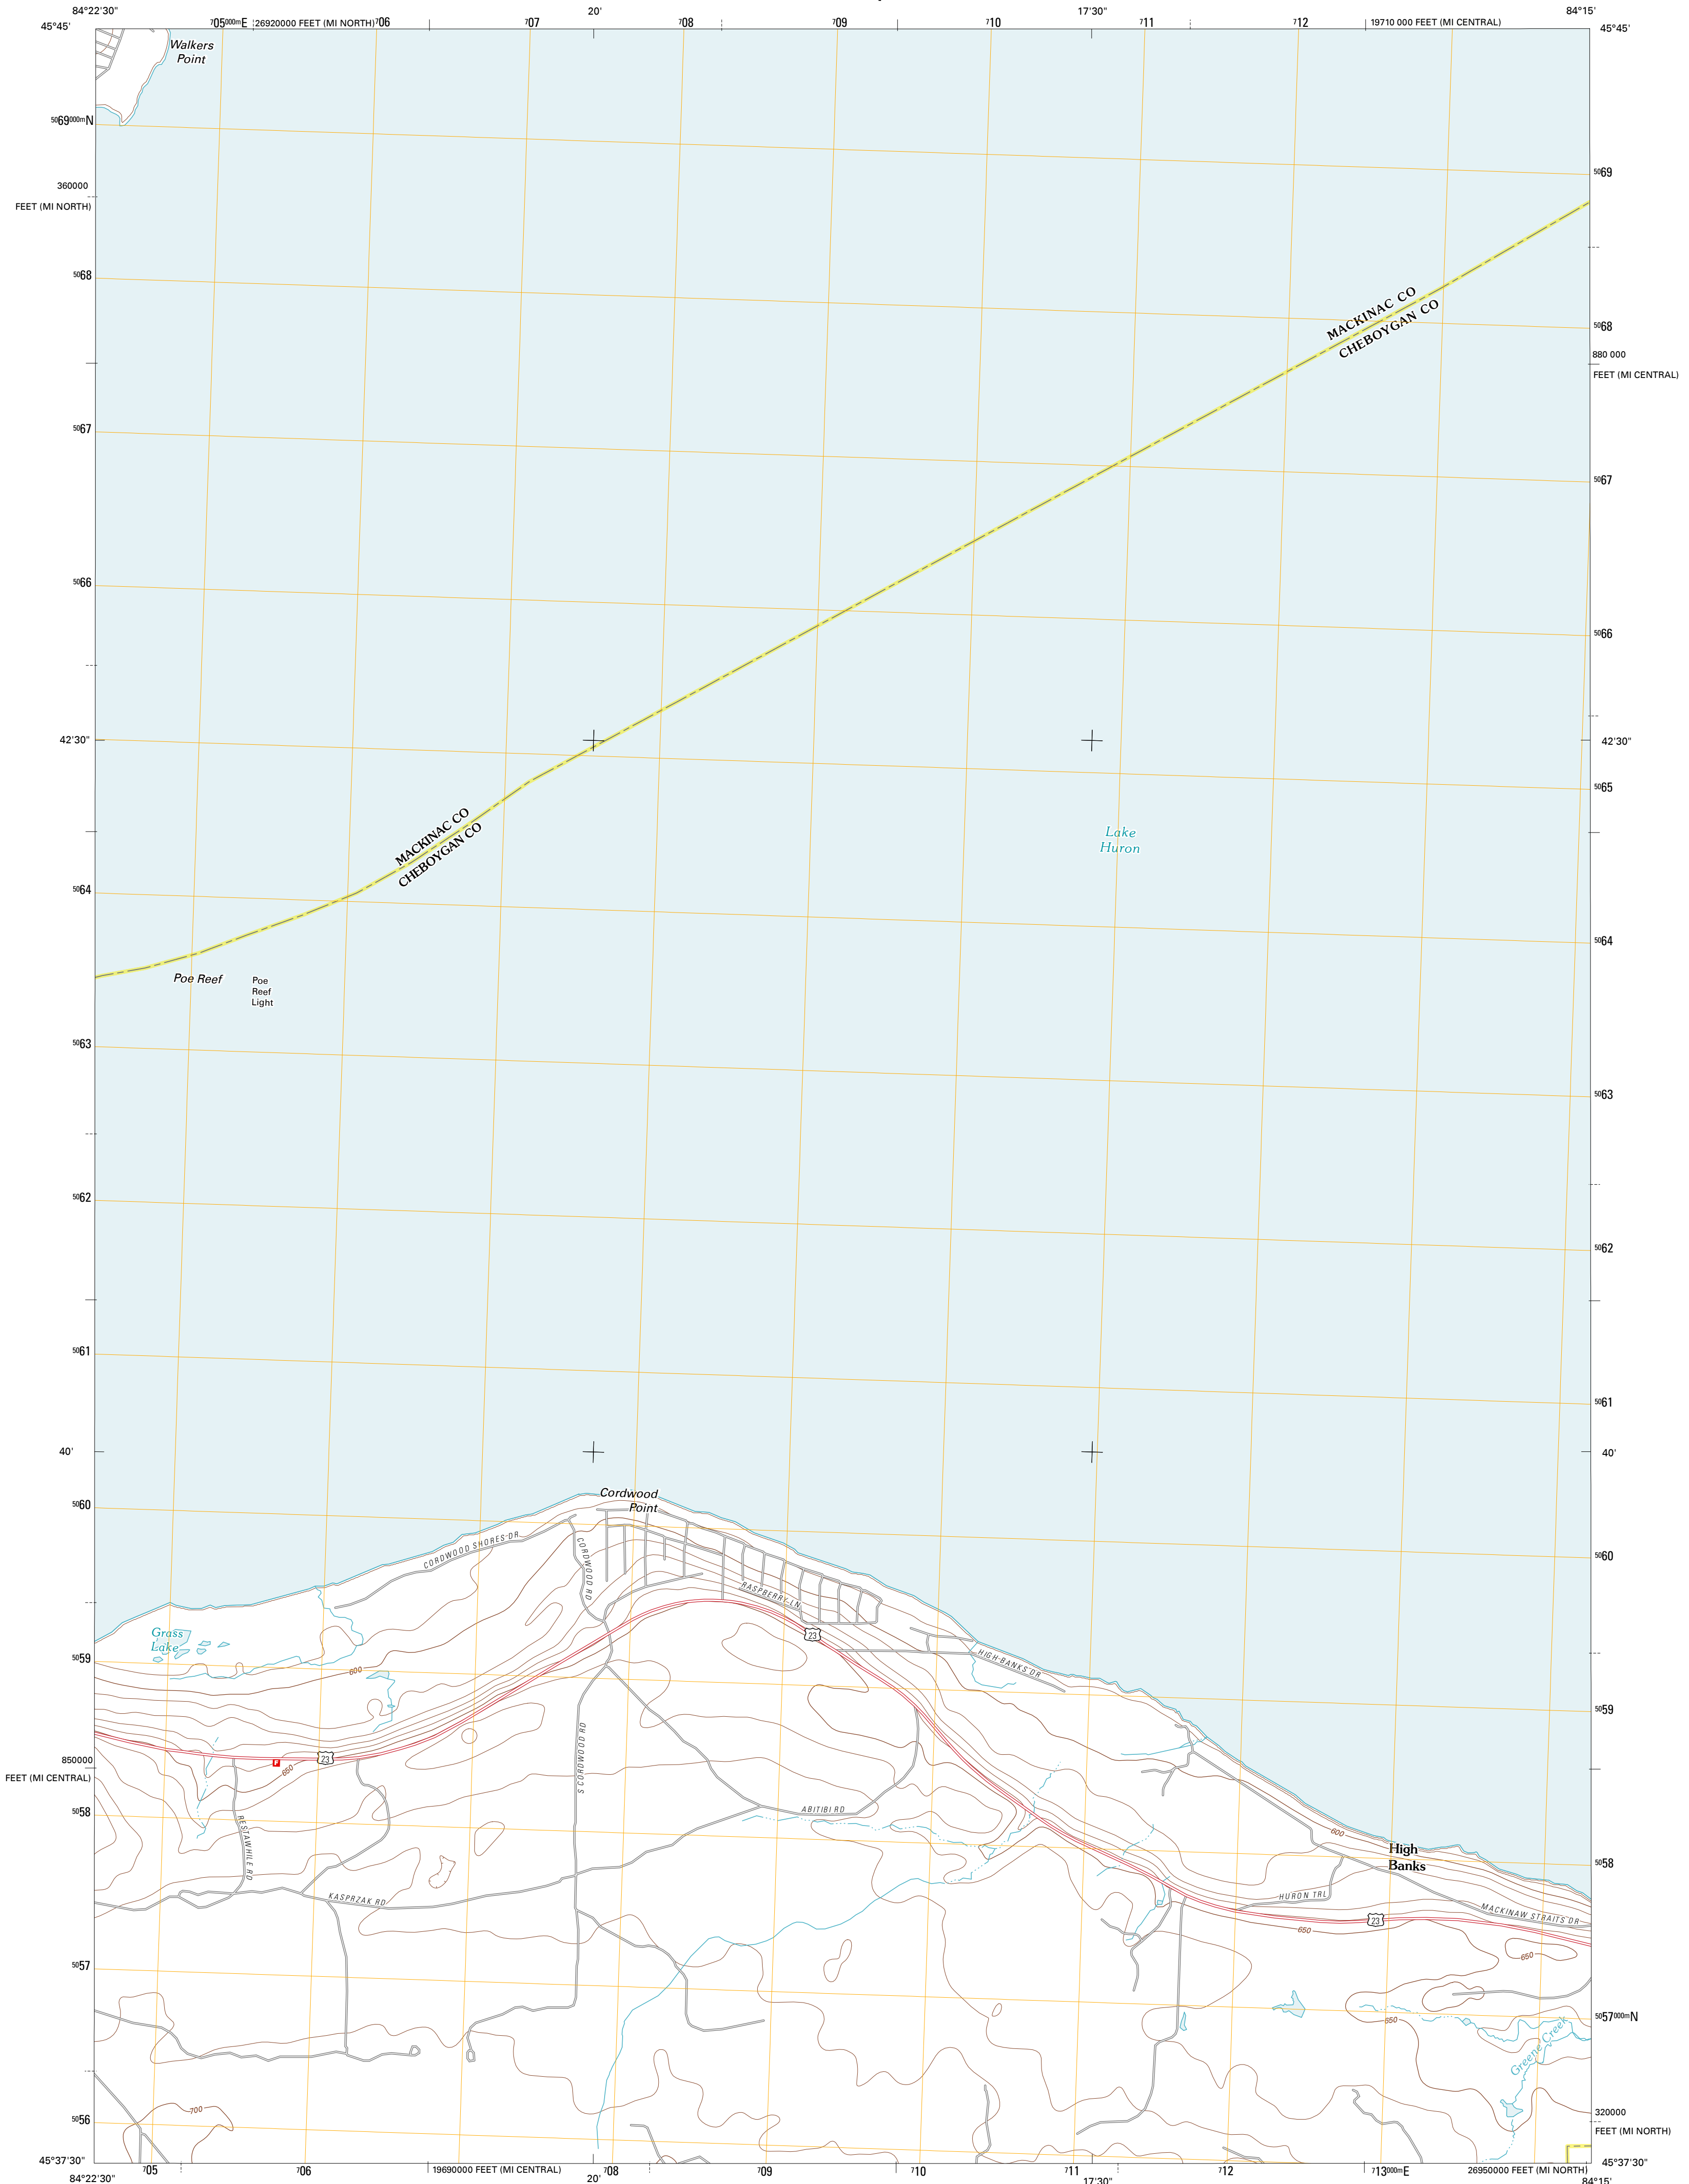 84°22'30"
705000mE
26920000 FEET (MI NORTH)
706
707
20'
708
709
710
17'30"
711
712
19710 000 FEET (MI CENTRAL)
84°15'
45°45'
45°45'
Walkers
Point
5069000mN
5069
360000
FEET (MI NORTH)
5068
MACKINAC CO
CHEBOYGAN CO
5068
880 000
FEET (MI CENTRAL)
5067
5067
5066
5066
42'30"
42'30"
5065
MACKINAC CO
CHEBOYGAN CO
Lake
Huron
5064
5064
Poe Reef
Poe
Reef
Light
5063
5063
5062
5062
5061
5061
40'
40'
Cordwood
Point
5060
5060
CORDWOOD SHORES DR
CORDWOOD RD
RASPBERRY LN
Grass
Lake
23
5059
600
HIGH BANKS DR
5059
S CORDWOOD RD
23
F
650
850000
FEET (MI CENTRAL)
5058
ABITIBI RD
RESTAWHILE RD
600
High
Banks
5058
KASPRZAK RD
HURON TRL
MACKINAW STRAITS DR
23
650
650
5057
5057000mN
650
Greene Creek
700
5056
320000
FEET (MI NORTH)
45°37'30"
45°37'30"
84°22'30"
705
706
19690000 FEET (MI CENTRAL)
20'
708
709
710
711
17'30"
712
713000mE
26950000 FEET (MI NORTH)
84°15'